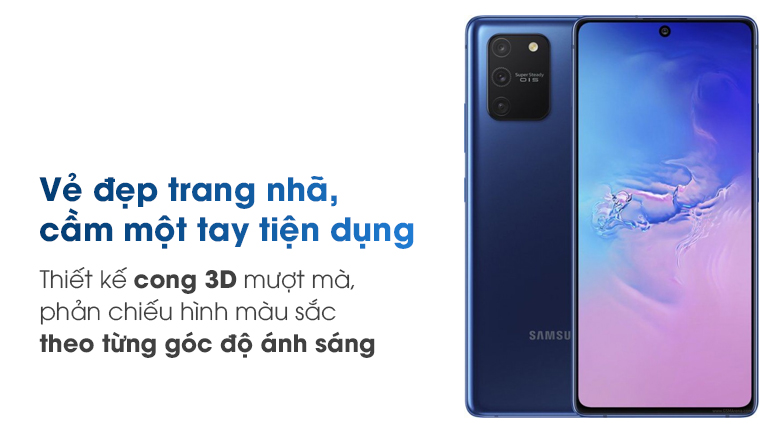 Vẻ đẹp trang nhã,
cầm một tay tiện dụng
Thiết kế cong 3D mượt mà,
phản chiếu hình màu sắc
theo từng góc độ ánh sáng
Super Steady
OIS
SAMSU